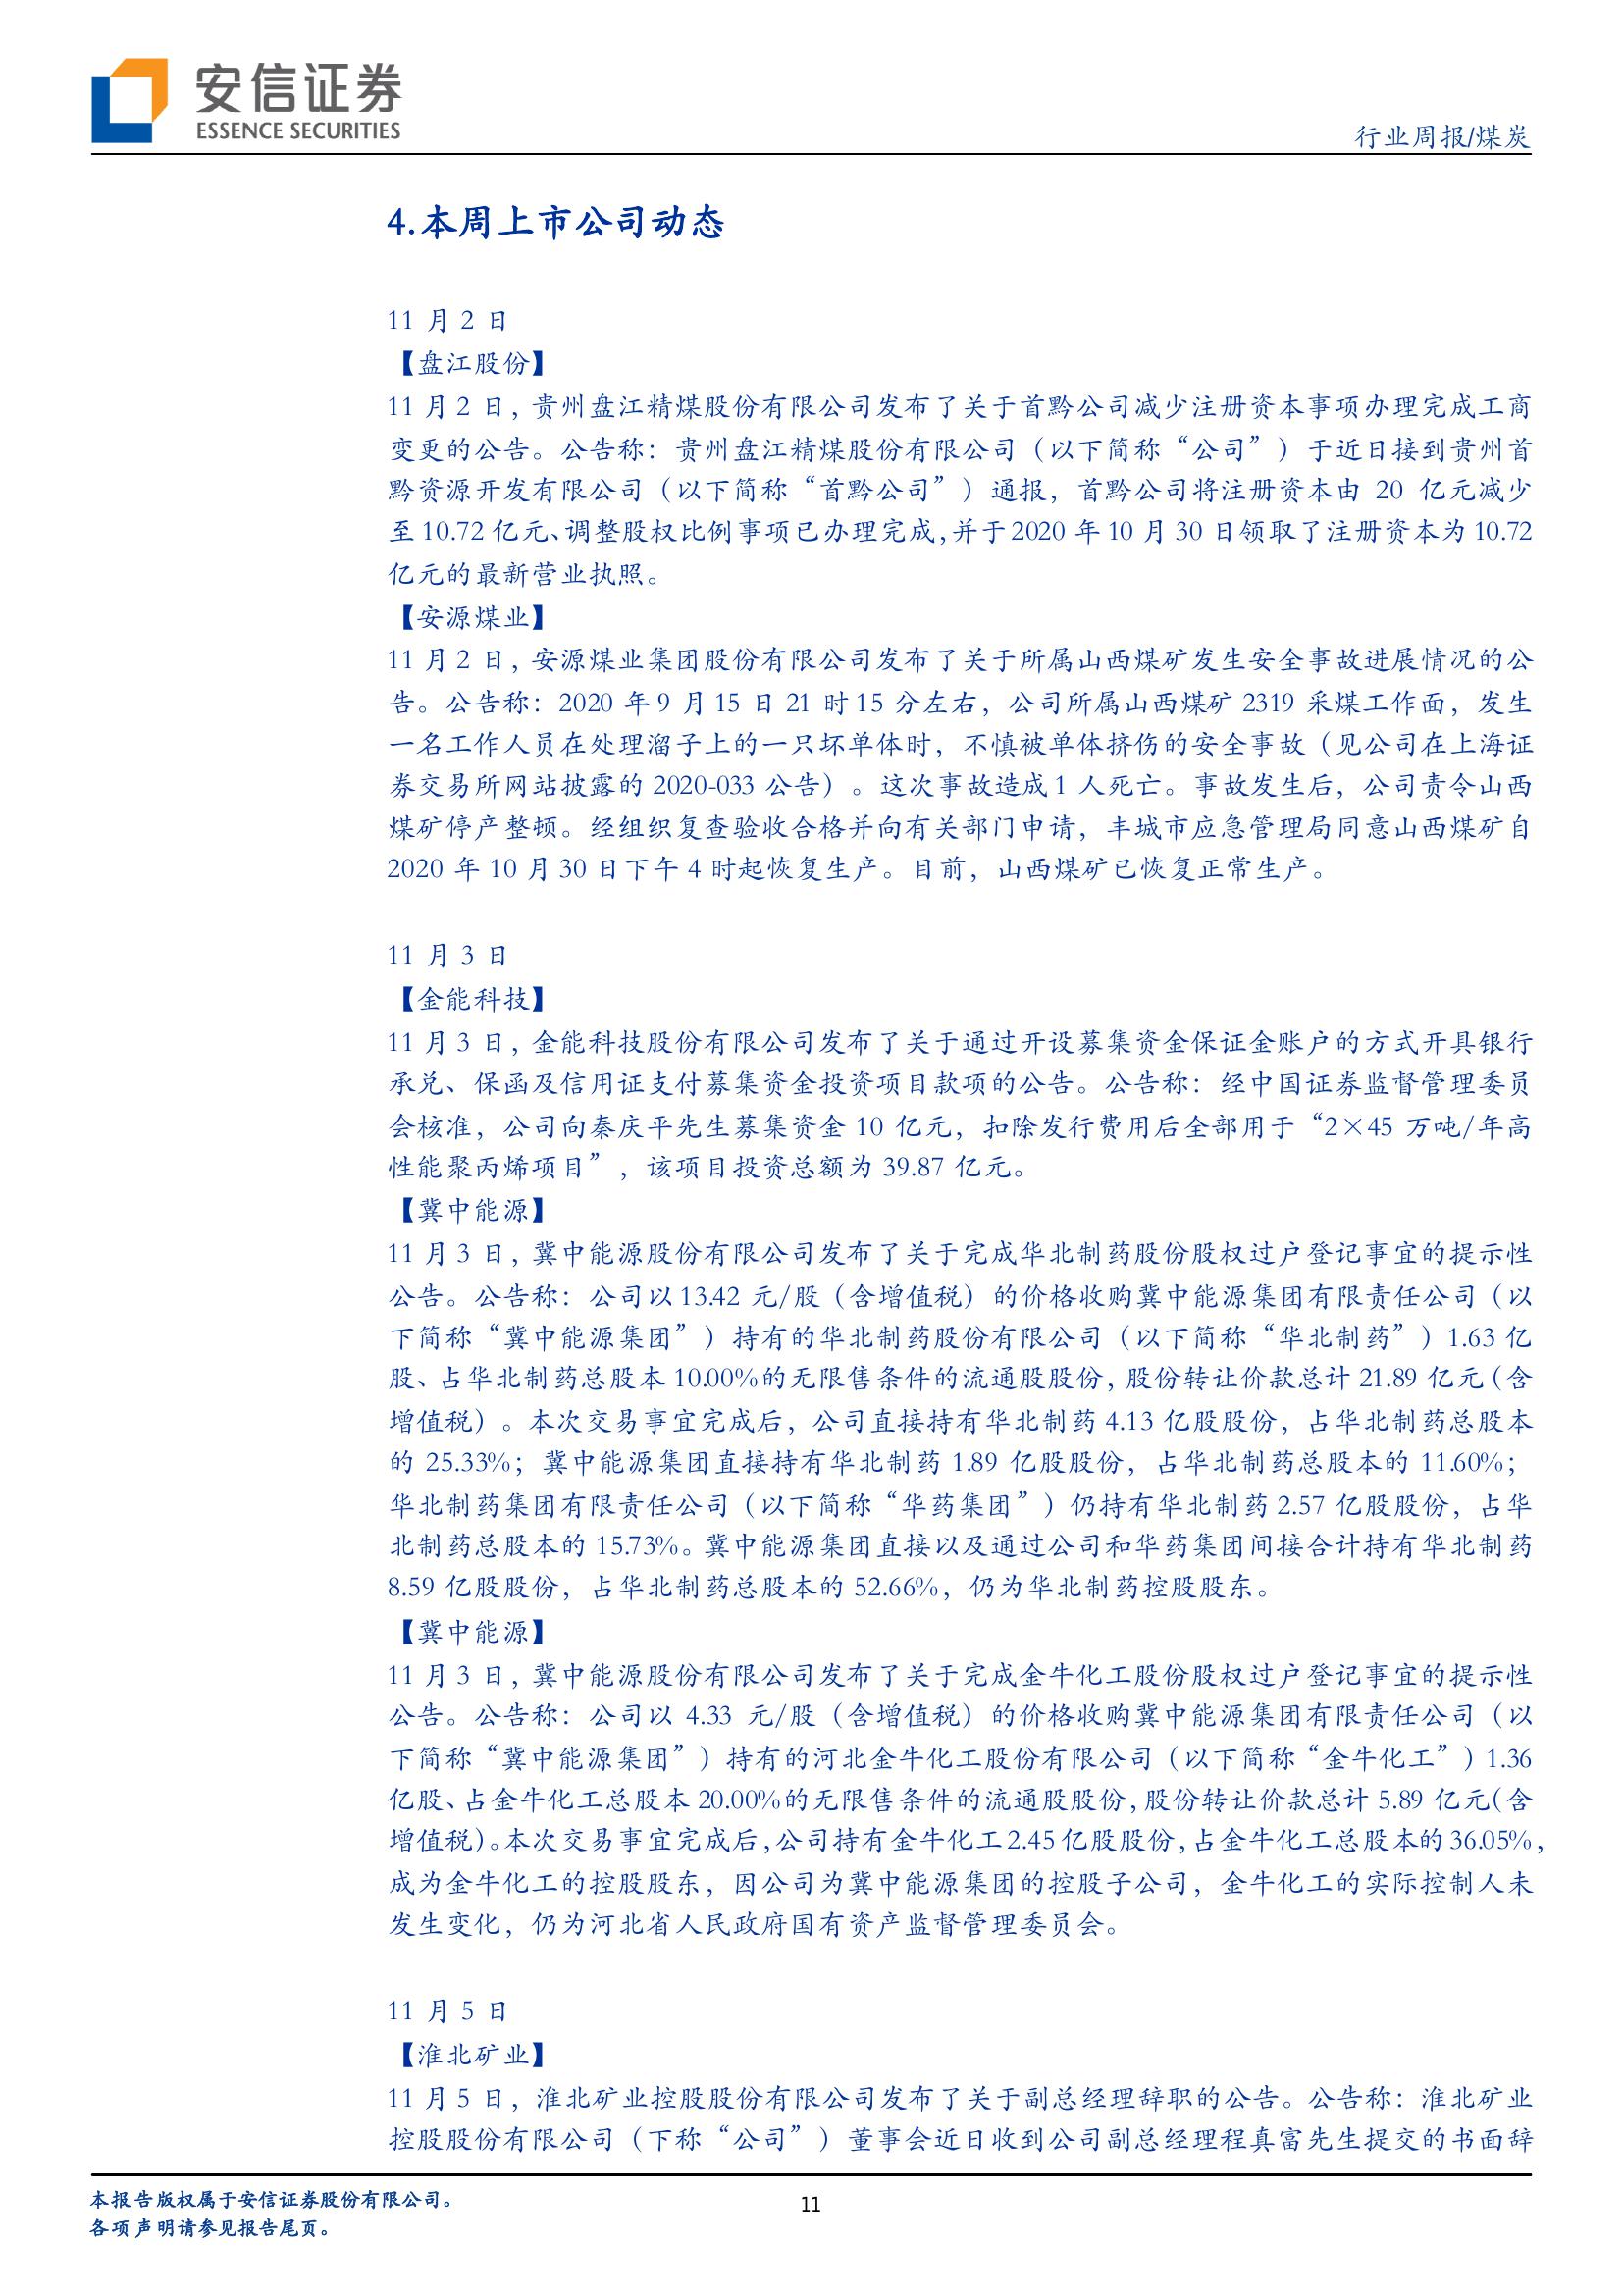 安信证券
ESSENCE SECURITIES
行业周报/煤炭
4.本周上市公司动态
11 月 2 日
【盘江股份】
11 月 2 日，贵州盘江精煤股份有限公司发布了关于首黔公司减少注册资本事项办理完成工商
变更的公告。公告称：贵州盘江精煤股份有限公司（以下简称“公司”）于近日接到贵州首
黔资源开发有限公司（以下简称“首黔公司”）通报，首黔公司将注册资本由 20 亿元减少
至 10.72 亿元、调整股权比例事项已办理完成，并于 2020 年 10 月 30 日领取了注册资本为 10.72
亿元的最新营业执照。
【安源煤业】
11 月 2 日，安源煤业集团股份有限公司发布了关于所属山西煤矿发生安全事故进展情况的公
告。公告称：2020 年 9 月 15 日 21 时 15 分左右，公司所属山西煤矿 2319 采煤工作面，发生
一名工作人员在处理溜子上的一只坏单体时，不慎被单体挤伤的安全事故（见公司在上海证
券交易所网站披露的 2020-033 公告）。这次事故造成 1 人死亡。事故发生后，公司责令山西
煤矿停产整顿。经组织复查验收合格并向有关部门申请，丰城市应急管理局同意山西煤矿自
2020 年 10 月 30 日下午 4 时起恢复生产。目前，山西煤矿已恢复正常生产。
11 月 3 日
【金能科技】
11 月 3 日，金能科技股份有限公司发布了关于通过开设募集资金保证金账户的方式开具银行
承兑、保函及信用证支付募集资金投资项目款项的公告。公告称：经中国证券监督管理委员
会核准，公司向秦庆平先生募集资金 10 亿元，扣除发行费用后全部用于“2×45 万吨/年高
性能聚丙烯项目”，该项目投资总额为 39.87 亿元。
【冀中能源】
11 月 3 日，冀中能源股份有限公司发布了关于完成华北制药股份股权过户登记事宜的提示性
公告。公告称：公司以 13.42 元/股（含增值税）的价格收购冀中能源集团有限责任公司（以
下简称“冀中能源集团”）持有的华北制药股份有限公司（以下简称“华北制药”）1.63 亿
股、占华北制药总股本 10.00%的无限售条件的流通股股份，股份转让价款总计 21.89 亿元（含
增值税）。本次交易事宜完成后，公司直接持有华北制药 4.13 亿股股份，占华北制药总股本
的 25.33%；冀中能源集团直接持有华北制药 1.89 亿股股份，占华北制药总股本的 11.60%；
华北制药集团有限责任公司（以下简称“华药集团”）仍持有华北制药 2.57 亿股股份，占华
北制药总股本的 15.73%。冀中能源集团直接以及通过公司和华药集团间接合计持有华北制药
8.59 亿股股份，占华北制药总股本的 52.66%，仍为华北制药控股股东。
【冀中能源】
11 月 3 日，冀中能源股份有限公司发布了关于完成金牛化工股份股权过户登记事宜的提示性
公告。公告称：公司以 4.33 元/股（含增值税）的价格收购冀中能源集团有限责任公司（以
下简称“冀中能源集团”）持有的河北金牛化工股份有限公司（以下简称“金牛化工”）1.36
亿股、占金牛化工总股本 20.00%的无限售条件的流通股股份，股份转让价款总计 5.89 亿元（含
增值税）。本次交易事宜完成后，公司持有金牛化工 2.45 亿股股份，占金牛化工总股本的 36.05%，
成为金牛化工的控股股东，因公司为冀中能源集团的控股子公司，金牛化工的实际控制人未
发生变化，仍为河北省人民政府国有资产监督管理委员会。
11 月 5 日
【淮北矿业】
11 月 5 日，淮北矿业控股股份有限公司发布了关于副总经理辞职的公告。公告称：淮北矿业
控股股份有限公司（下称“公司”）董事会近日收到公司副总经理程真富先生提交的书面辞
本报告版权属于安信证券股份有限公司。
各项声明请参见报告尾页。
11